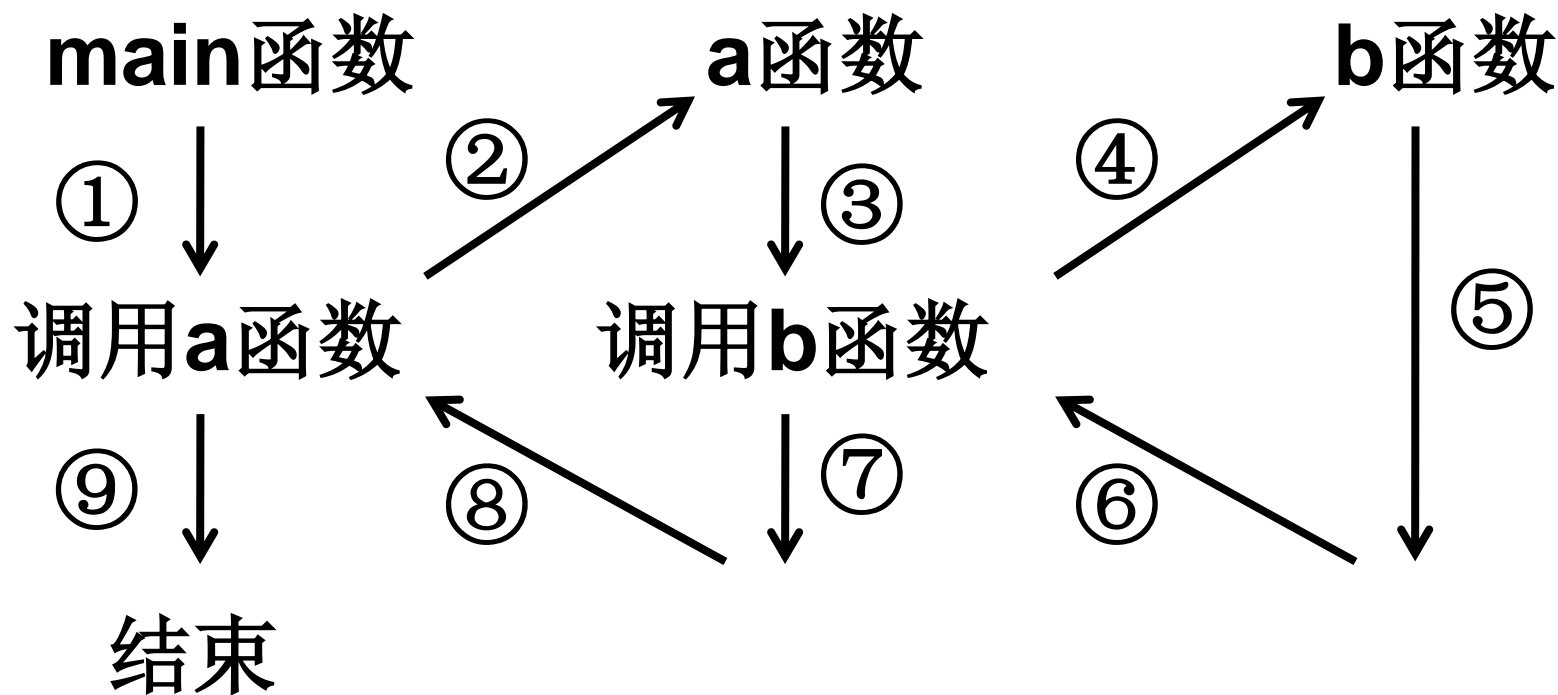 main函数 a函数 b函数
① ② ③ ④
调用a函数 调用b函数 ⑤
⑨ ⑧ ⑦ ⑥
结束